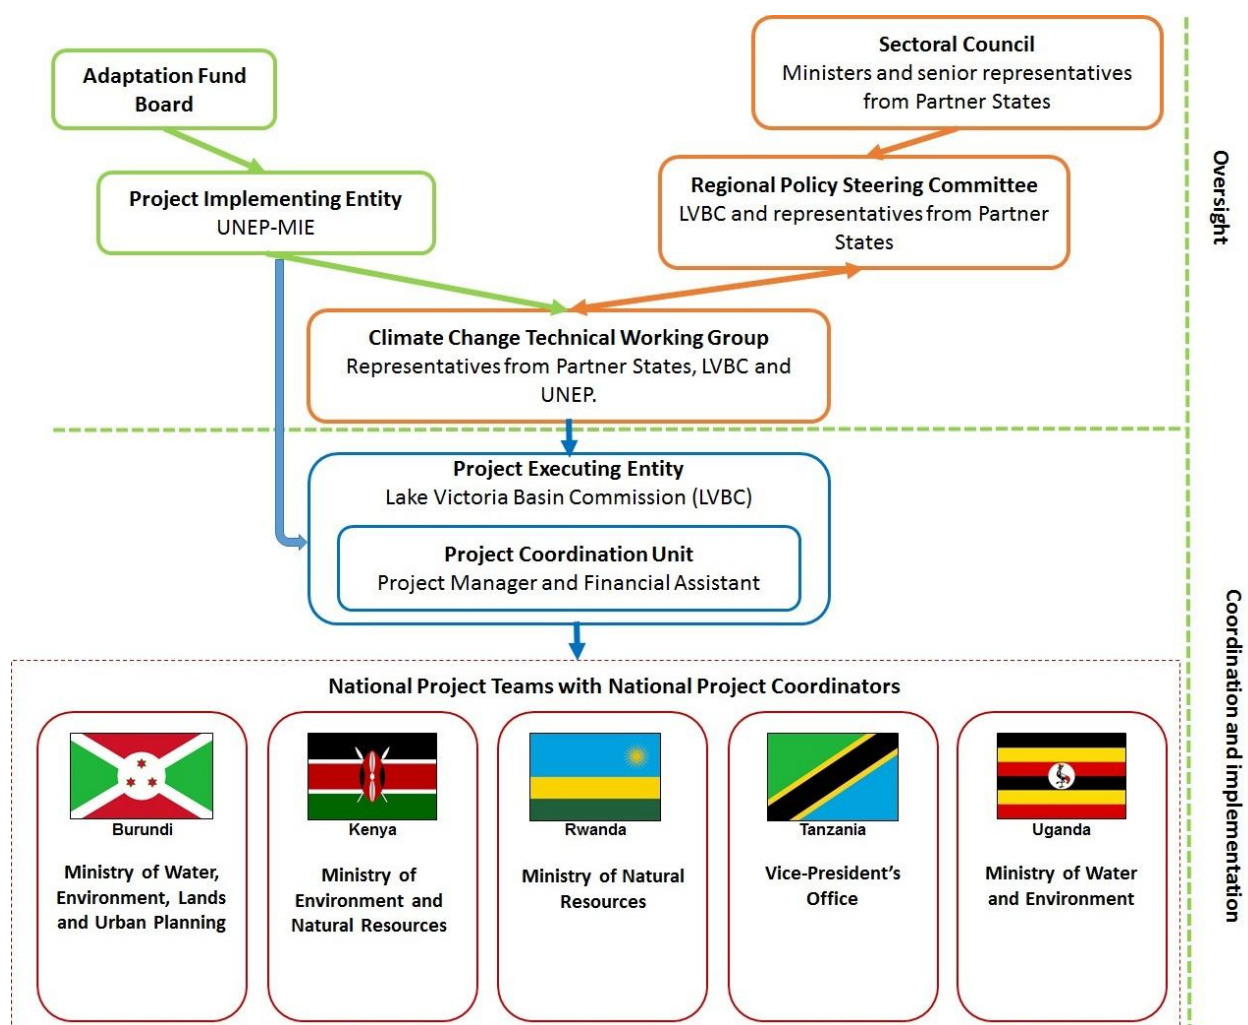 Adaptation Fund
Board
Sectoral Council
Ministers and senior representatives
from Partner States
Project Implementing Entity
UNEP-MIE
Regional Policy Steering Committee
LVBC and representatives from Partner
States
Oversight
Climate Change Technical Working Group
Representatives from Partner States, LVBC and
UNEP.
Project Executing Entity
Lake Victoria Basin Commission (LVBC)
Project Coordination Unit
Project Manager and Financial Assistant
Coordination and implementation
National Project Teams with National Project Coordinators
Burundi
Ministry of Water,
Environment, Lands
and Urban Planning
Kenya
Ministry of
Environment and
Natural Resources
Rwanda
Ministry of Natural
Resources
Tanzania
Vice-President’s
Office
Uganda
Ministry of Water
and Environment